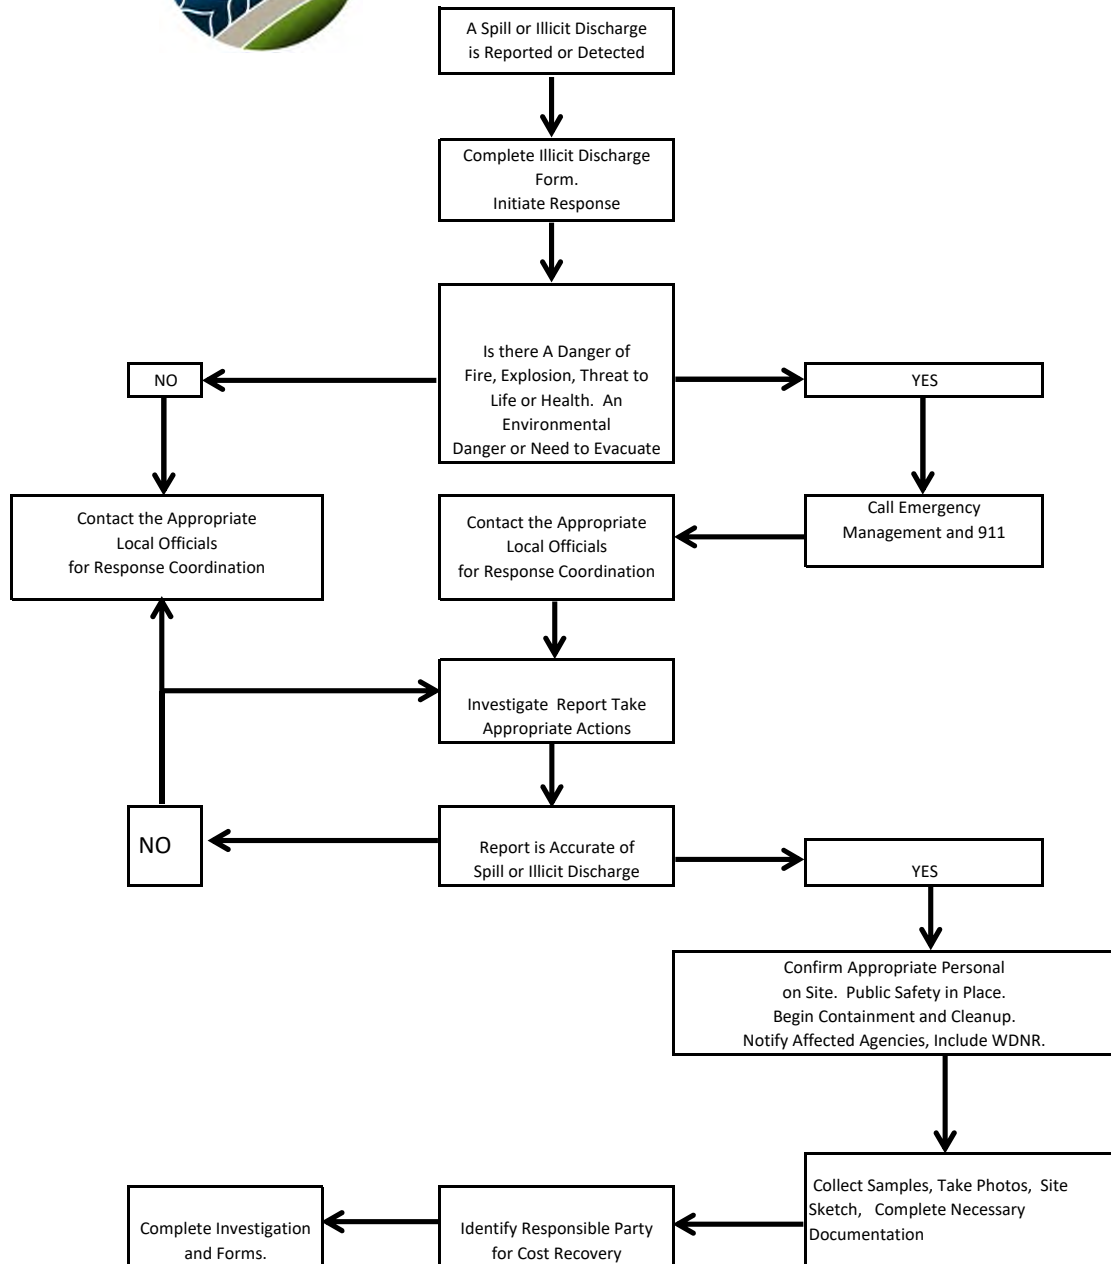 A Spill or Illicit Discharge
is Reported or Detected
Complete Illicit Discharge
Form.
Initiate Response
Is there A Danger of
Fire, Explosion, Threat to
Life or Health.  An
Environmental
Danger or Need to Evacuate
NO
YES
Contact the Appropriate
Local Officials
for Response Coordination
Contact the Appropriate
Local Officials
for Response Coordination
Call Emergency
Management and 911
Investigate  Report Take
Appropriate Actions
NO
Report is Accurate of
Spill or Illicit Discharge
YES
Confirm Appropriate Personal
on Site.  Public Safety in Place.
Begin Containment and Cleanup.
Notify Affected Agencies, Include WDNR.
Collect Samples, Take Photos,  Site
Sketch,   Complete Necessary
Documentation
Identify Responsible Party
for Cost Recovery
Complete Investigation
and Forms.